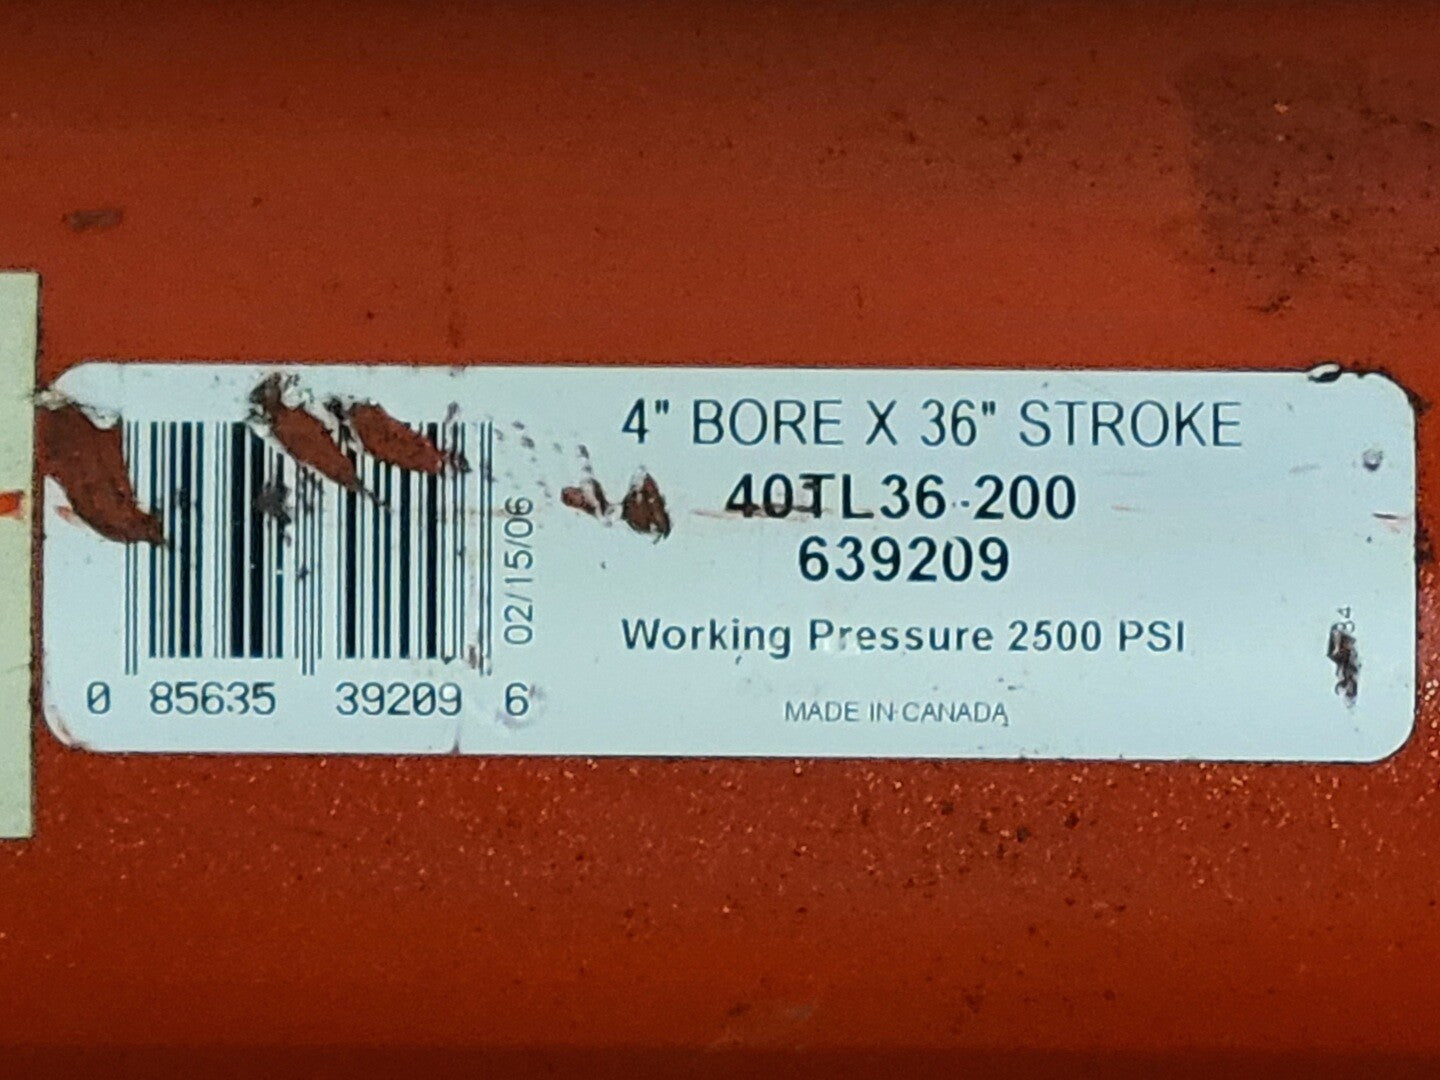 4" BORE X 36" STROKE
40TL36-200
639209
Working Pressure 2500 PSI
MADE IN CANADA
02/15/06
0 85635 39209 6